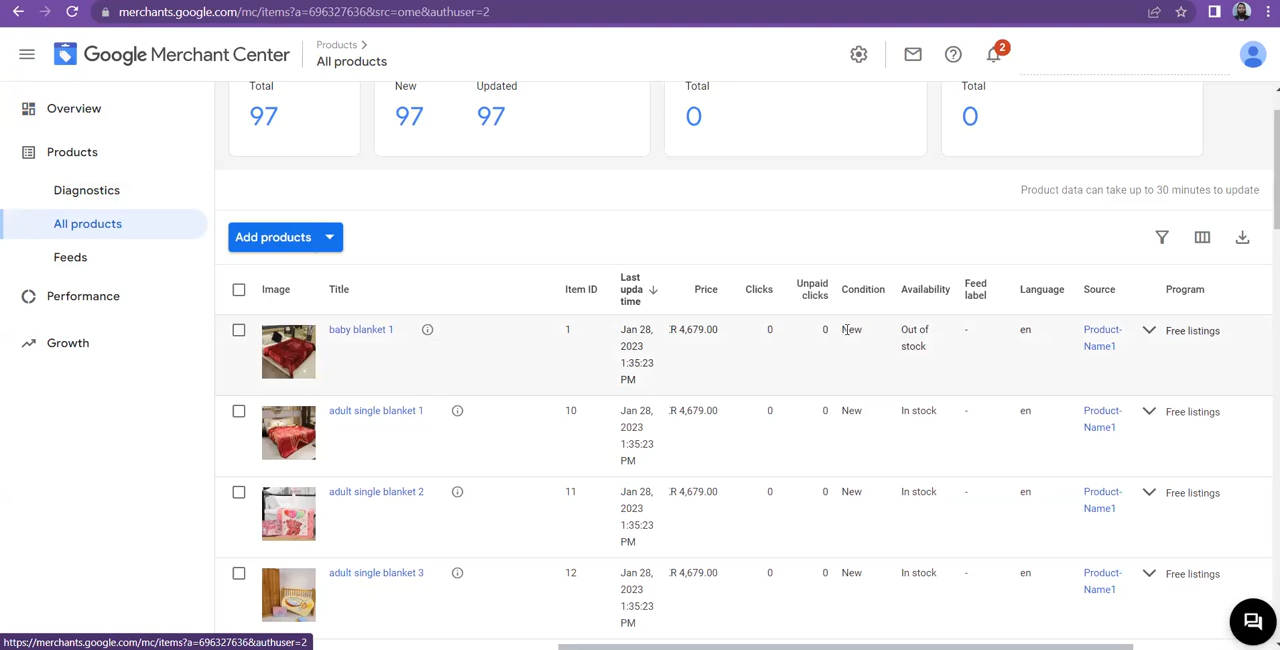 merchants.google.com/mc/items?a=696327636&src=ome&authuser=2
Google Merchant Center
Products
All products
2
Overview
Products
Diagnostics
All products
Feeds
Performance
Growth
Total
97
New
97
Updated
97
Total
0
Total
0
Product data can take up to 30 minutes to update
Add products
Image
Title
Item ID
Last
upda
time
Price
Clicks
Unpaid
clicks
Condition
Availability
Feed
label
Language
Source
Program
baby blanket 1
1
Jan 28,
2023
1:35:23
PM
R 4,679.00
0
0
New
Out of
stock
-
en
Product-
Name1
Free listings
adult single blanket 1
10
Jan 28,
2023
1:35:23
PM
R 4,679.00
0
0
New
In stock
-
en
Product-
Name1
Free listings
adult single blanket 2
11
Jan 28,
2023
1:35:23
PM
R 4,679.00
0
0
New
In stock
-
en
Product-
Name1
Free listings
adult single blanket 3
12
Jan 28,
2023
1:35:23
PM
R 4,679.00
0
0
New
In stock
-
en
Product-
Name1
Free listings
https://merchants.google.com/mc/items?a=696327636&authuser=2